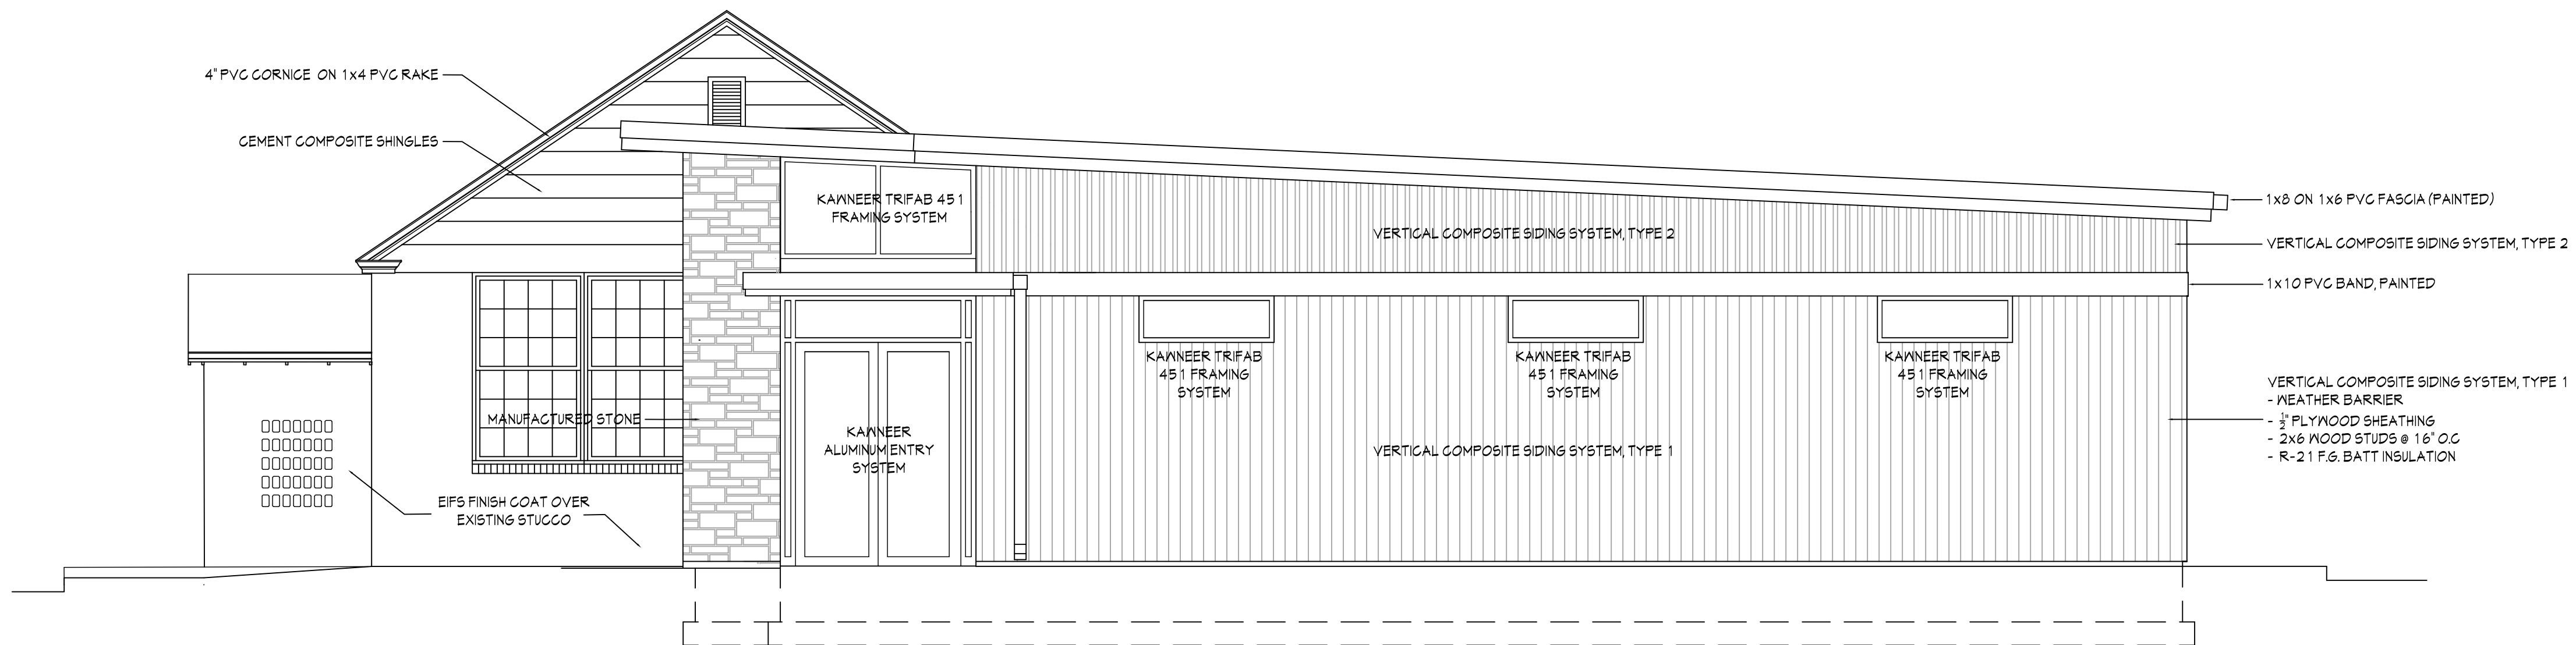 4" PVC CORNICE ON 1x4 PVC RAKE
CEMENT COMPOSITE SHINGLES
KAWNEER TRIFAB 451
FRAMING SYSTEM
VERTICAL COMPOSITE SIDING SYSTEM, TYPE 2
1x8 ON 1x6 PVC FASCIA (PAINTED)
VERTICAL COMPOSITE SIDING SYSTEM, TYPE 2
1x10 PVC BAND, PAINTED
KAWNEER TRIFAB
451 FRAMING
SYSTEM
KAWNEER TRIFAB
451 FRAMING
SYSTEM
KAWNEER TRIFAB
451 FRAMING
SYSTEM
VERTICAL COMPOSITE SIDING SYSTEM, TYPE 1
- WEATHER BARRIER
- ½" PLYWOOD SHEATHING
- 2x6 WOOD STUDS @ 16" O.C
- R-21 F.G. BATT INSULATION
MANUFACTURED STONE
KAWNEER
ALUMINUM ENTRY
SYSTEM
VERTICAL COMPOSITE SIDING SYSTEM, TYPE 1
EIFS FINISH COAT OVER
EXISTING STUCCO